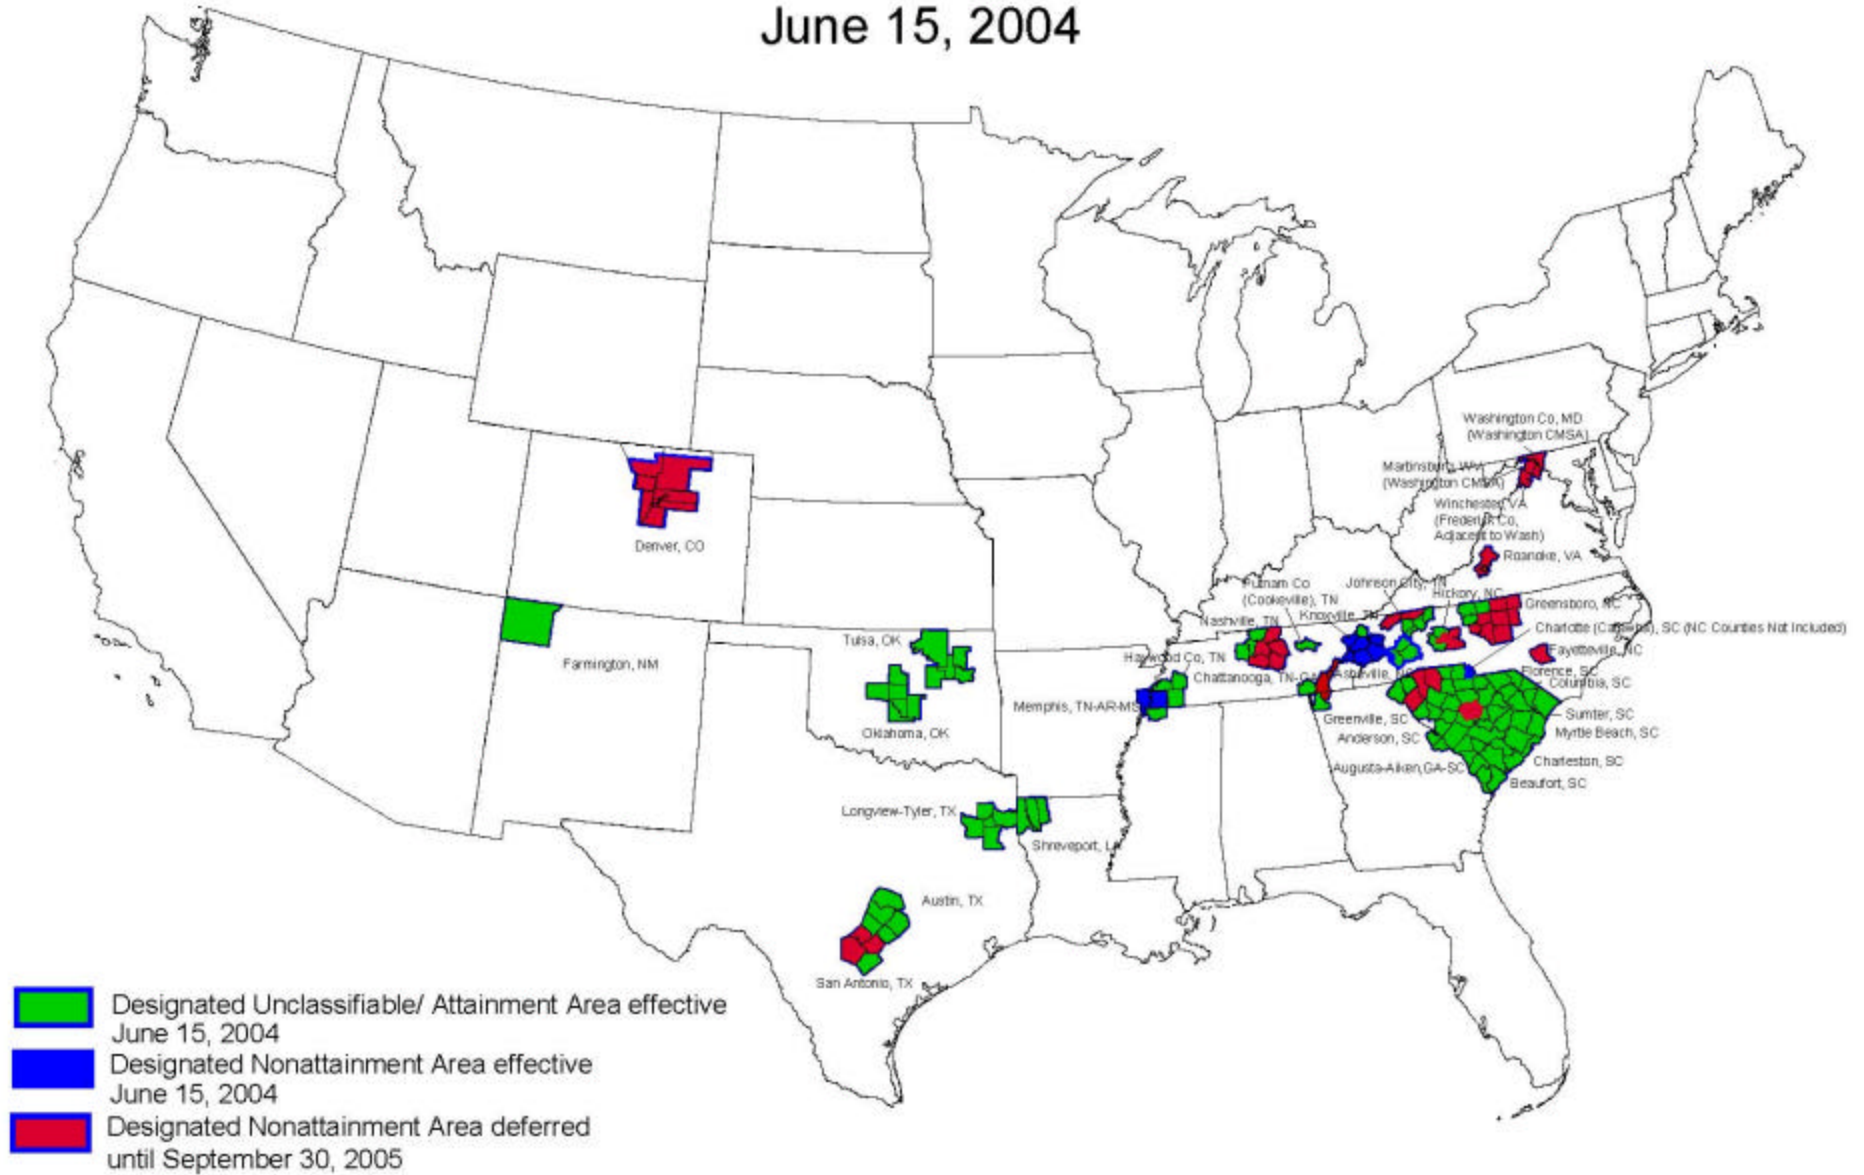 June 15, 2004
Washington Co, MD
(Washington CMSA)
Martinsburg, WV
(Washington CMSA)
Winchester, VA
(Frederick Co,
Adjacent to Wash)
Roanoke, VA
Denver, CO
Putnam Co
(Cookeville), TN
Johnson City, TN
Hickory, NC
Nashville, TN
Knoxville, TN
Greensboro, NC
Charlotte (Catawba), SC (NC Counties Not Included)
Tulsa, OK
Farmington, NM
Haywood Co, TN
Fayetteville, NC
Chattanooga, TN-GA
Asheville, NC
Florence, SC
Columbia, SC
Memphis, TN-AR-MS
Greenville, SC
Sumter, SC
Oklahoma, OK
Anderson, SC
Myrtle Beach, SC
Augusta-Aiken, GA-SC
Charleston, SC
Beaufort, SC
Longview-Tyler, TX
Shreveport, LA
Austin, TX
San Antonio, TX
Designated Unclassifiable/ Attainment Area effective
June 15, 2004
Designated Nonattainment Area effective
June 15, 2004
Designated Nonattainment Area deferred
until September 30, 2005